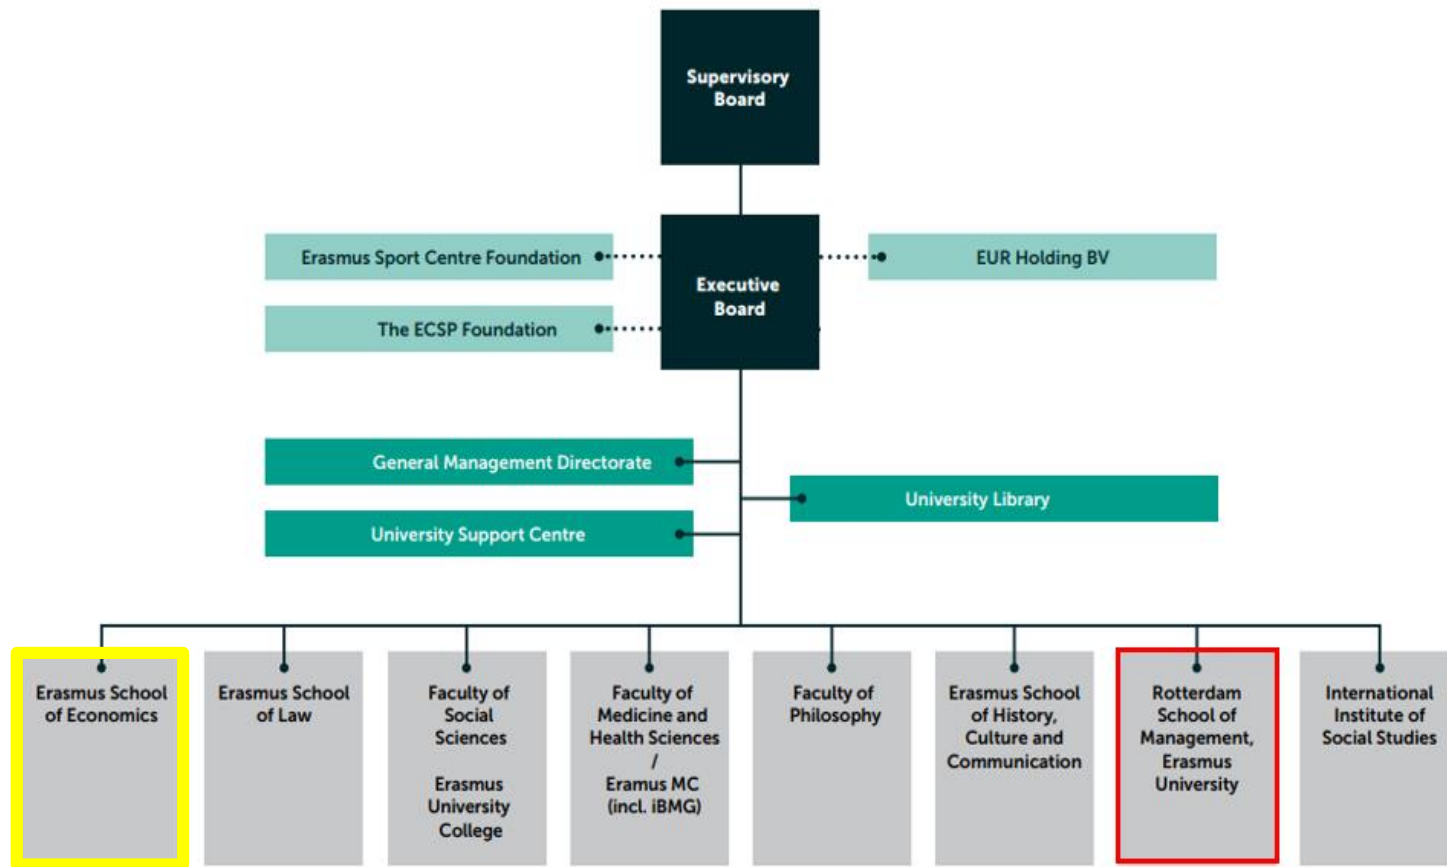 Supervisory
Board
Erasmus Sport Centre Foundation
EUR Holding BV
Executive
Board
The ECSP Foundation
General Management Directorate
University Library
University Support Centre
Erasmus School
of Economics
Erasmus School
of Law
Faculty of
Social
Sciences
Erasmus
University
College
Faculty of
Medicine and
Health Sciences
/
Eramus MC
(incl. iBMG)
Faculty of
Philosophy
Erasmus School
of History,
Culture and
Communication
Rotterdam
School of
Management,
Erasmus
University
International
Institute of
Social Studies